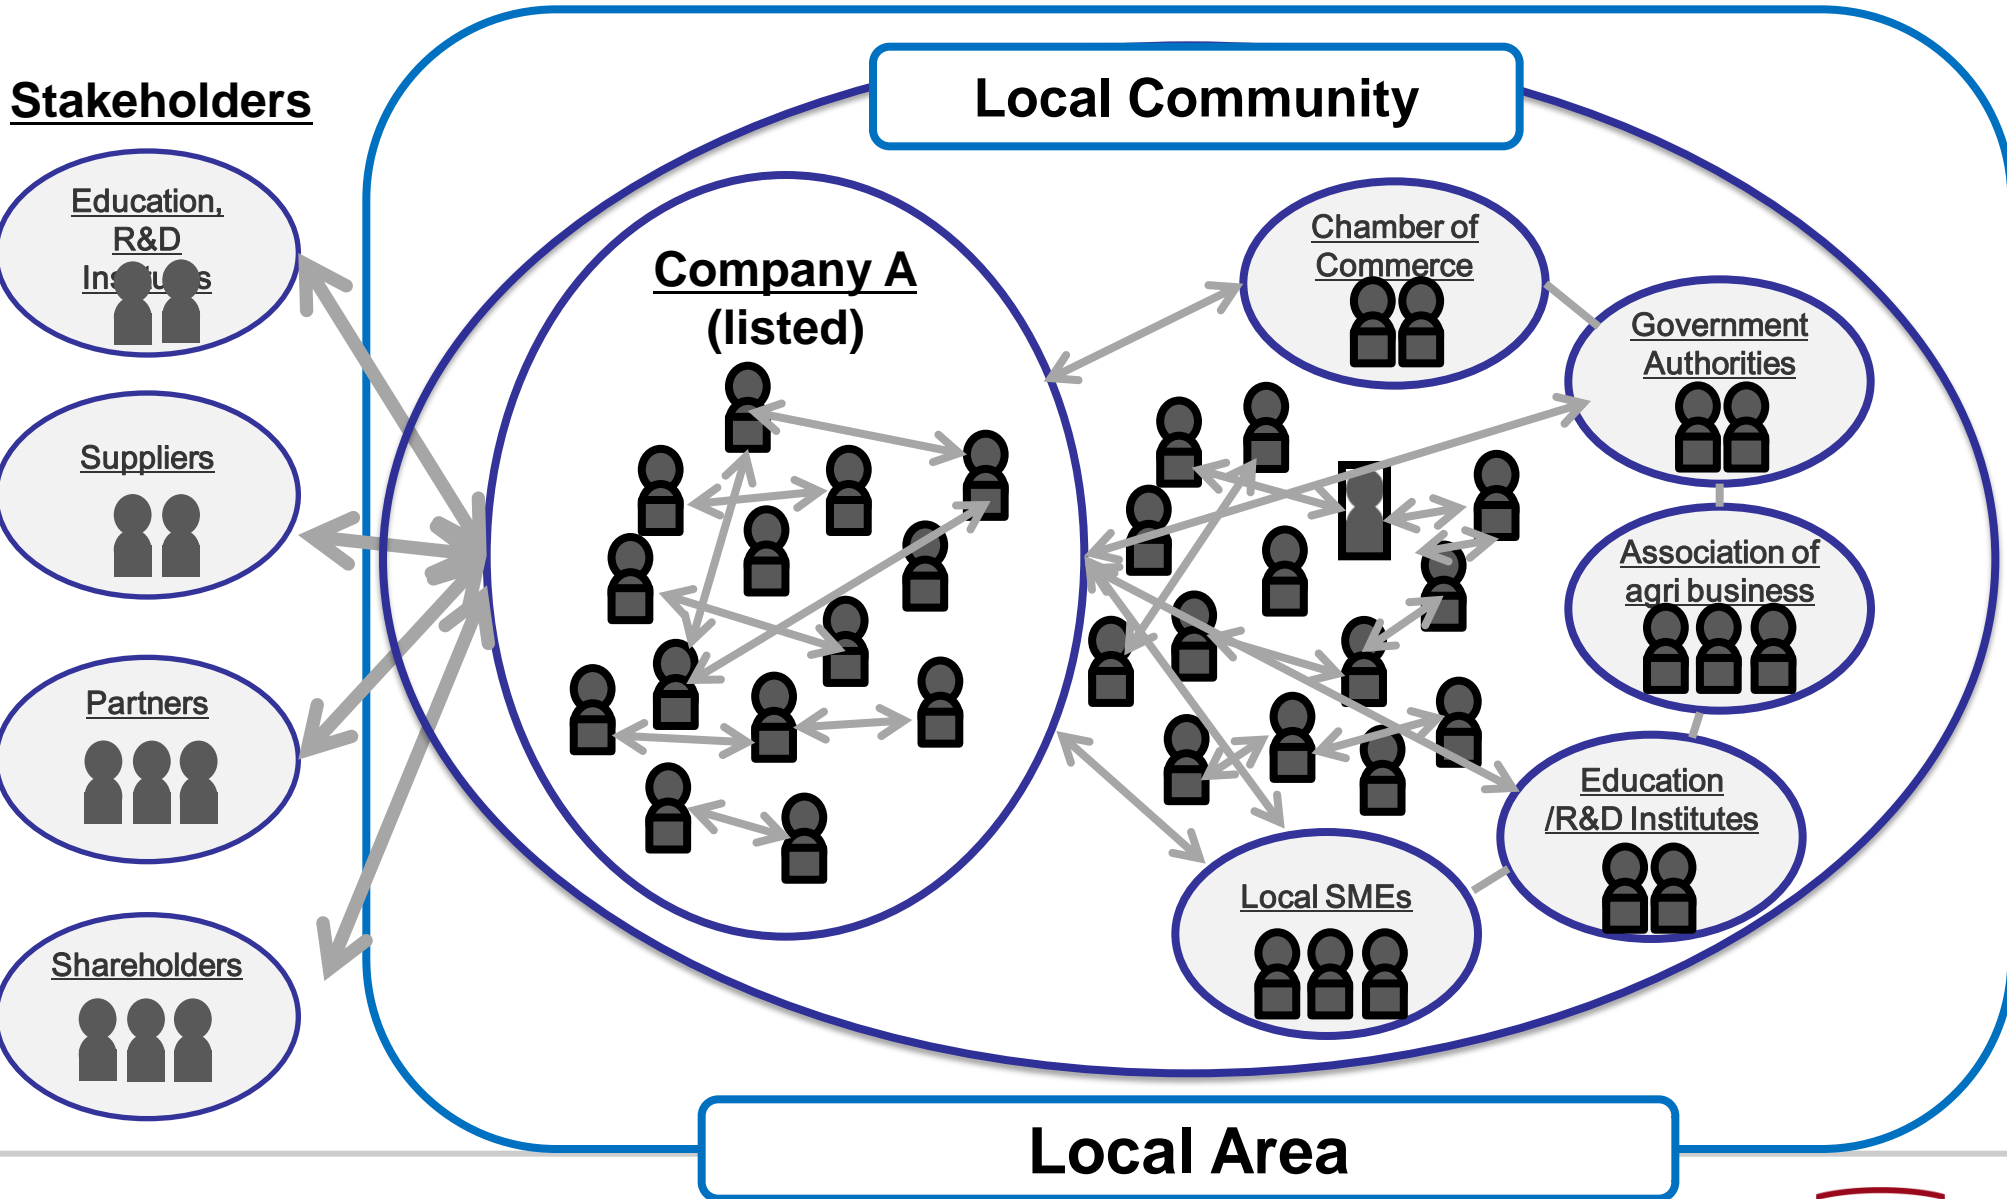 Stakeholders
Education,
R&D
Institutes
Suppliers
Partners
Shareholders
Local Community
Company A
(listed)
Chamber of
Commerce
Government
Authorities
Association of
agri business
Education
/R&D Institutes
Local SMEs
Local Area